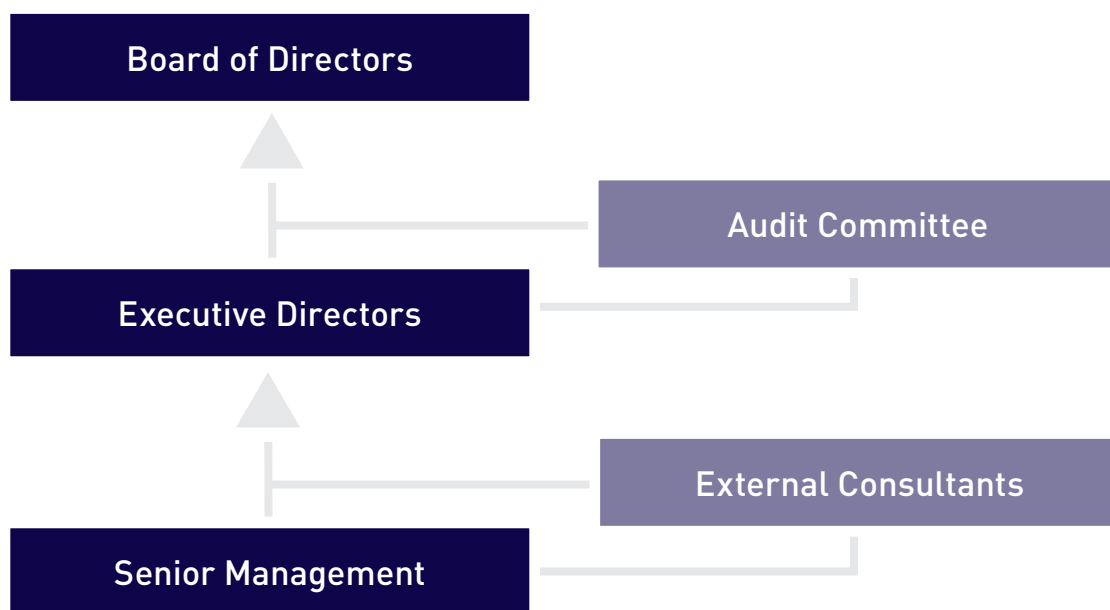 Board of Directors
Audit Committee
Executive Directors
External Consultants
Senior Management